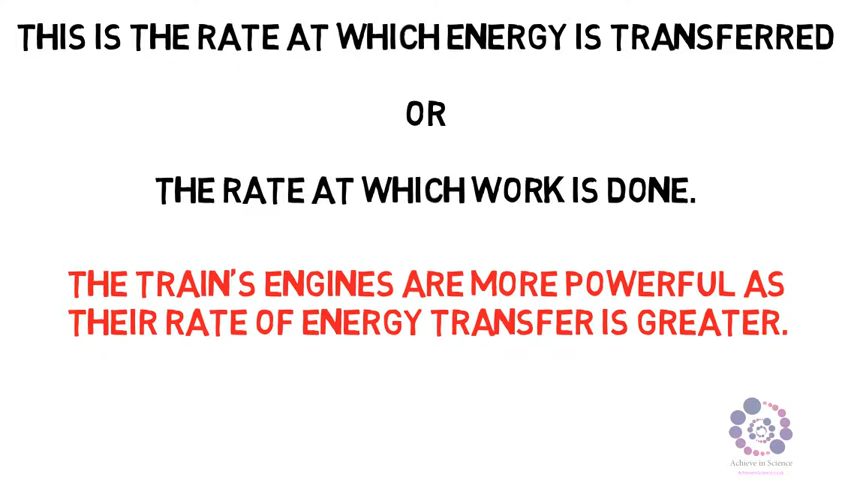 THIS IS THE RATE AT WHICH ENERGY IS TRANSFERRED
OR
THE RATE AT WHICH WORK IS DONE.
THE TRAIN'S ENGINES ARE MORE POWERFUL AS
THEIR RATE OF ENERGY TRANSFER IS GREATER.
Achieve in Science